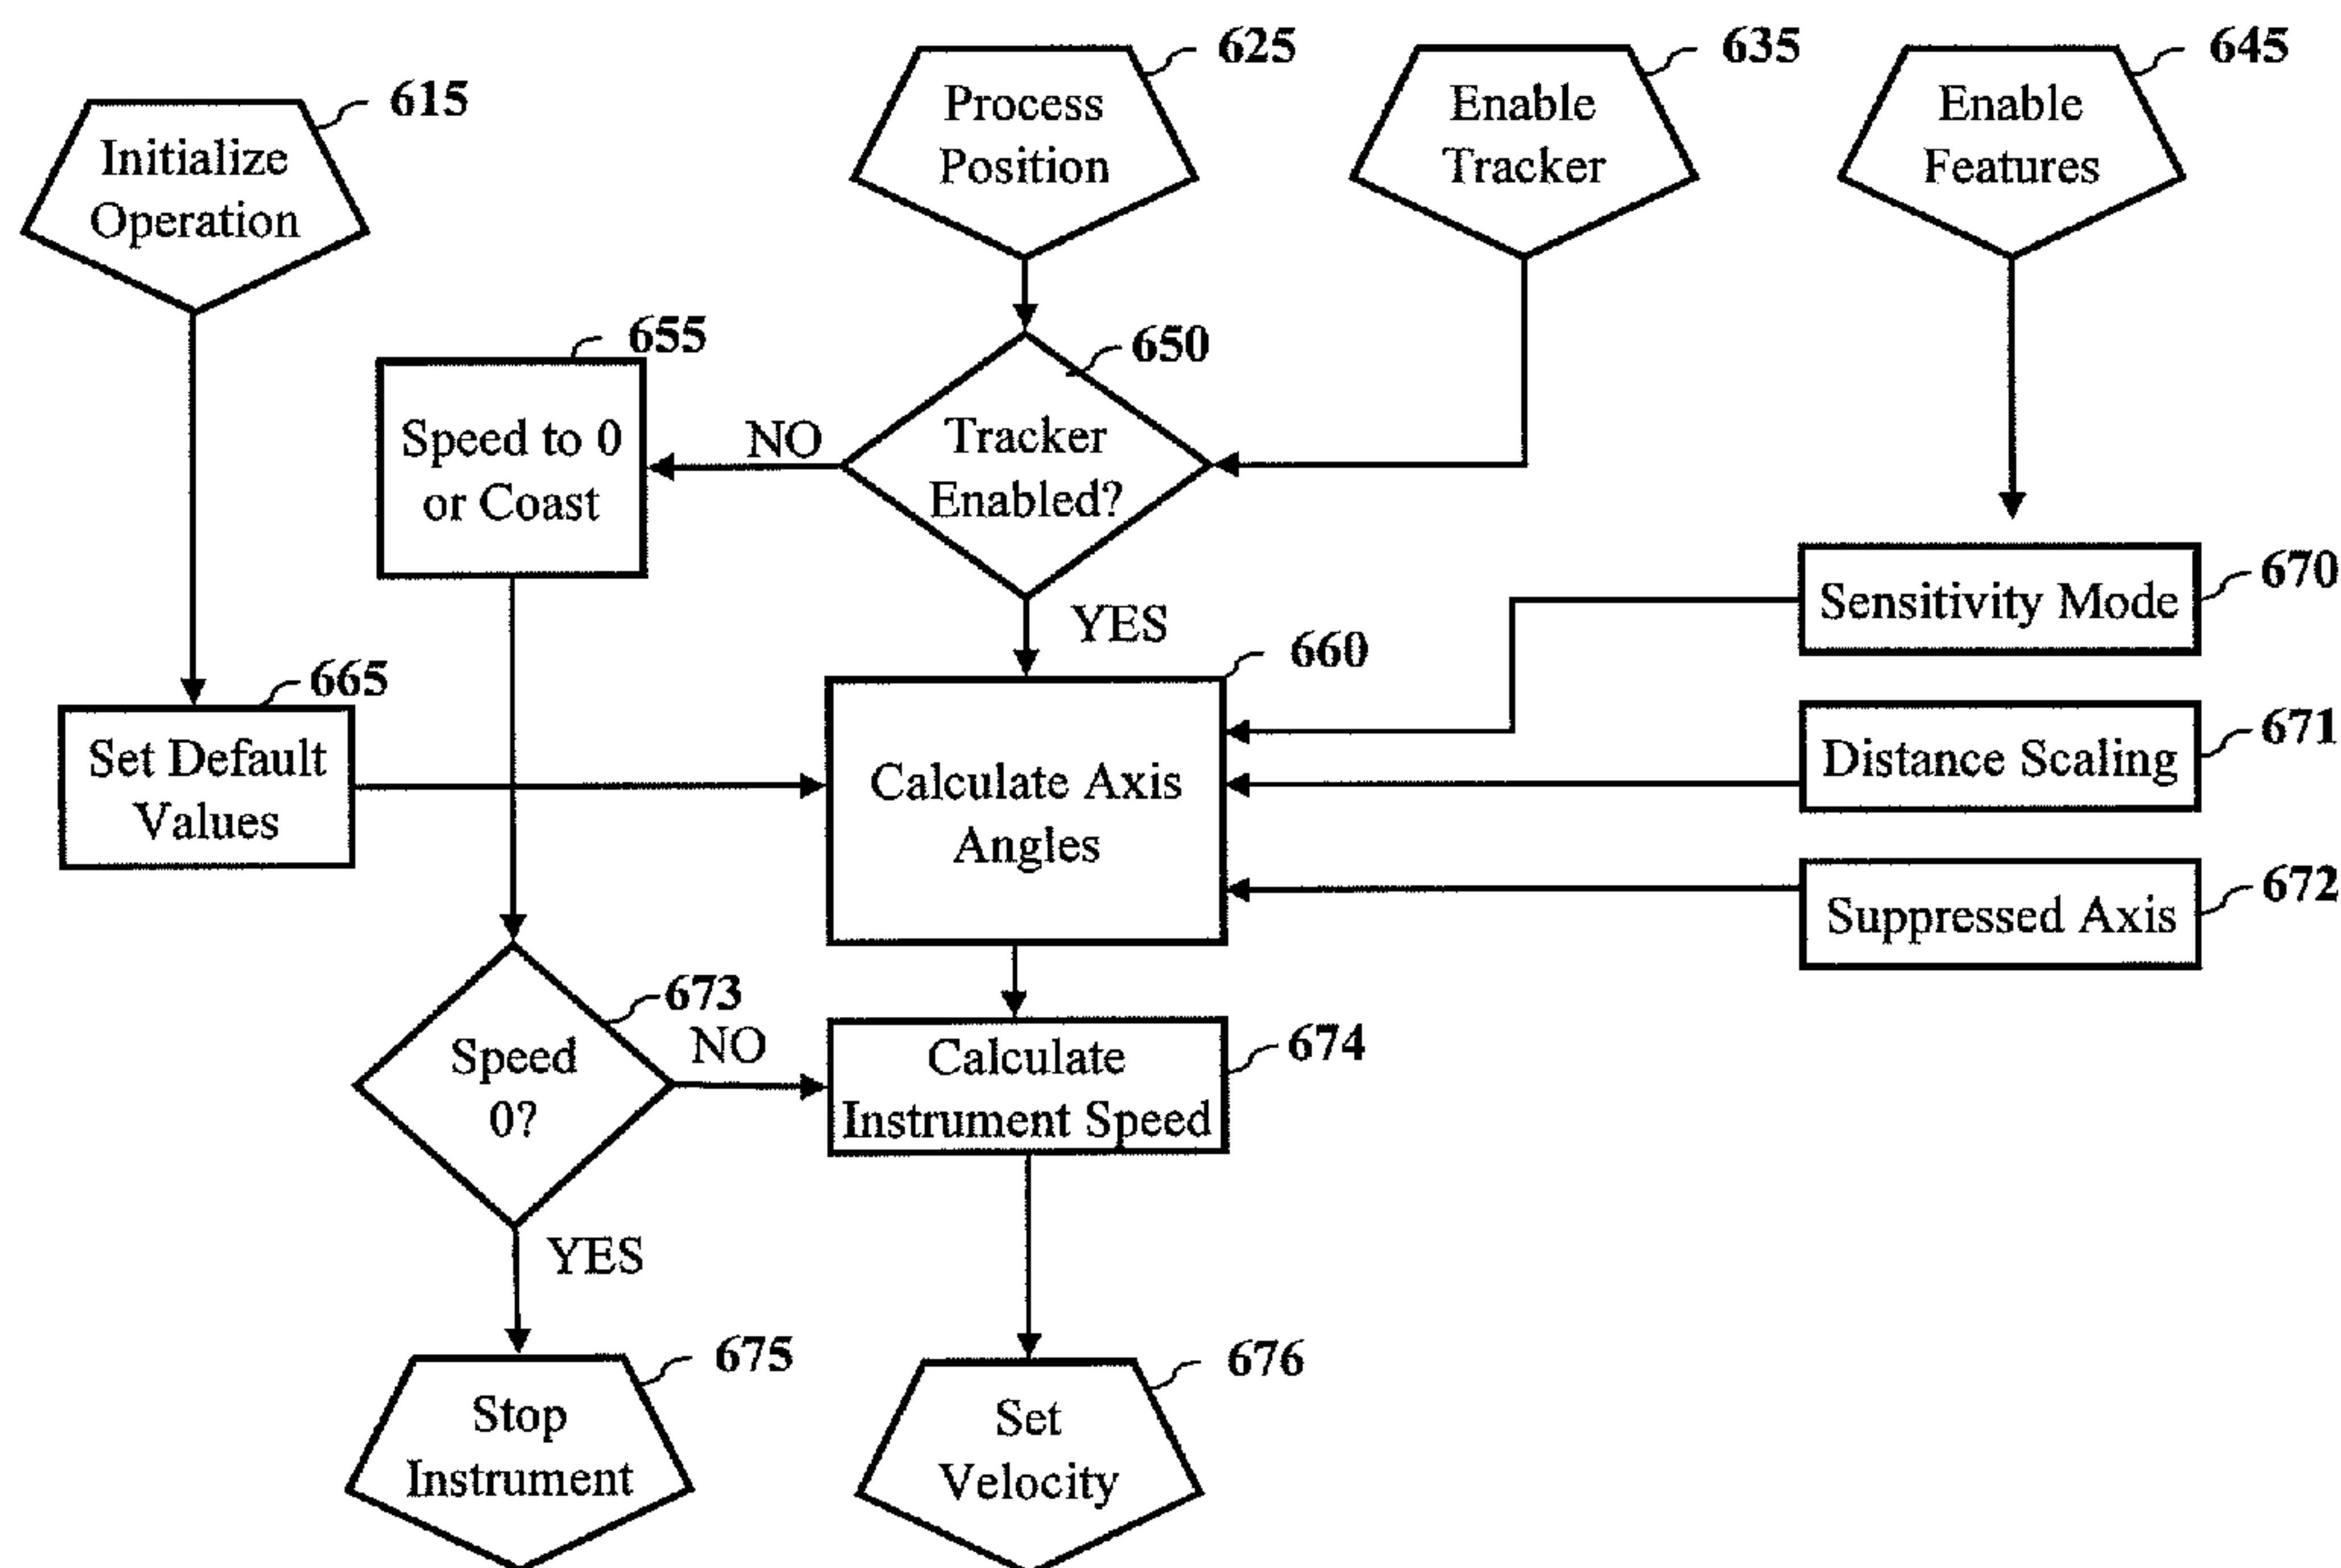 615
Initialize
Operation
625
Process
Position
635
Enable
Tracker
645
Enable
Features
655
Speed to 0
or Coast
NO
650
Tracker
Enabled?
YES
670
Sensitivity Mode
665
Set Default
Values
660
Calculate Axis
Angles
671
Distance Scaling
672
Suppressed Axis
673
Speed
0?
NO
674
Calculate
Instrument Speed
YES
675
Stop
Instrument
676
Set
Velocity